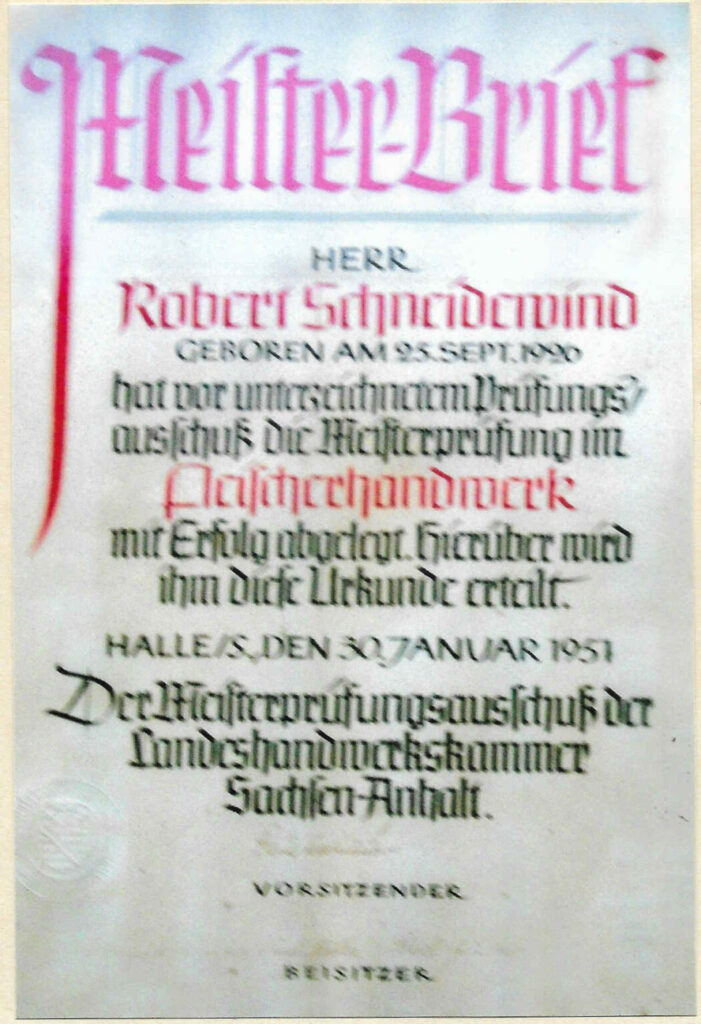 Meister-Brief
HERR
Robert Schneidewind
GEBOREN AM 25. SEPT. 1920
hat vor unterzeichnetem Prüfungs-
ausschuß die Meisterprüfung im
Fleischerhandwerk
mit Erfolg abgelegt. Hierüber wird
ihm diese Urkunde erteilt.
HALLE/S., DEN 30. JANUAR 1951
Der Meisterprüfungsausschuß der
Landeshandwerkskammer
Sachsen-Anhalt.
VORSITZENDER
BEISITZER